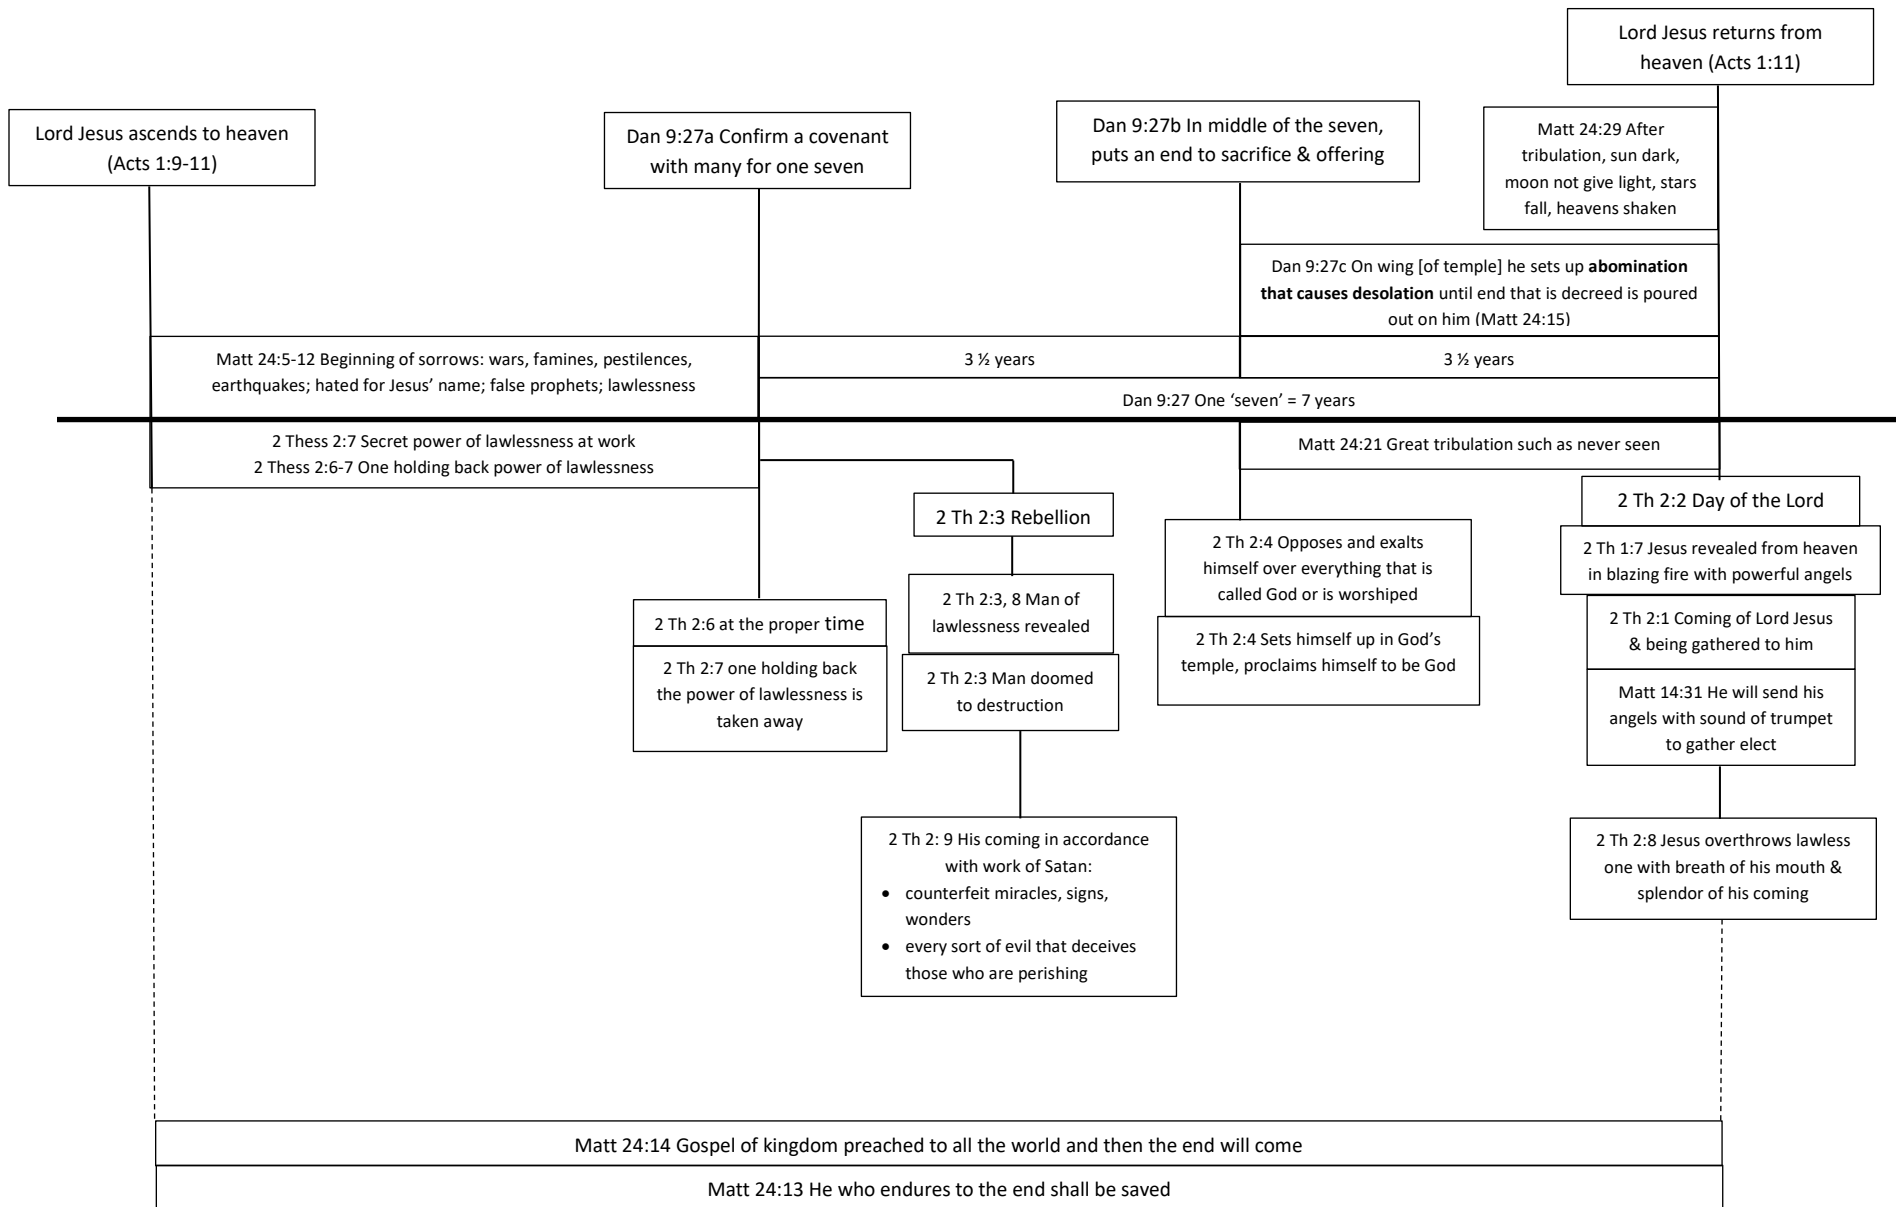 Lord Jesus returns from
heaven (Acts 1:11)
Lord Jesus ascends to heaven
(Acts 1:9-11)
Dan 9:27a Confirm a covenant
with many for one seven
Dan 9:27b In middle of the seven,
puts an end to sacrifice & offering
Matt 24:29 After
tribulation, sun dark,
moon not give light, stars
fall, heavens shaken
Dan 9:27c On wing [of temple] he sets up abomination
that causes desolation until end that is decreed is poured
out on him (Matt 24:15)
Matt 24:5-12 Beginning of sorrows: wars, famines, pestilences,
earthquakes; hated for Jesus’ name; false prophets; lawlessness
3 ½ years
3 ½ years
Dan 9:27 One ‘seven’ = 7 years
2 Thess 2:7 Secret power of lawlessness at work
2 Thess 2:6-7 One holding back power of lawlessness
Matt 24:21 Great tribulation such as never seen
2 Th 2:3 Rebellion
2 Th 2:3, 8 Man of
lawlessness revealed
2 Th 2:3 Man doomed
to destruction
2 Th 2:6 at the proper time
2 Th 2:7 one holding back
the power of lawlessness is
taken away
2 Th 2: 9 His coming in accordance
with work of Satan:
• counterfeit miracles, signs,
wonders
• every sort of evil that deceives
those who are perishing
2 Th 2:4 Opposes and exalts
himself over everything that is
called God or is worshiped
2 Th 2:4 Sets himself up in God’s
temple, proclaims himself to be God
2 Th 2:2 Day of the Lord
2 Th 1:7 Jesus revealed from heaven
in blazing fire with powerful angels
2 Th 2:1 Coming of Lord Jesus
& being gathered to him
Matt 14:31 He will send his
angels with sound of trumpet
to gather elect
2 Th 2:8 Jesus overthrows lawless
one with breath of his mouth &
splendor of his coming
Matt 24:14 Gospel of kingdom preached to all the world and then the end will come
Matt 24:13 He who endures to the end shall be saved